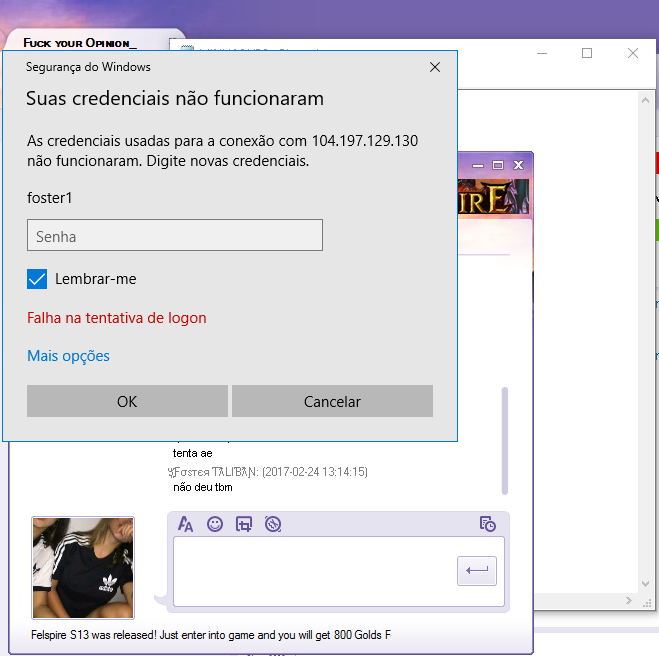 Fuck your Opinion_
Segurança do Windows
Suas credenciais não funcionaram
As credenciais usadas para a conexão com 104.197.129.130
não funcionaram. Digite novas credenciais.
foster1
Senha
Lembrar-me
Falha na tentativa de logon
Mais opções
OK
Cancelar
tenta ae
(2017-02-24 13:14:15)
não deu tbm
adidas
Felspire S13 was released! Just enter into game and you will get 800 Golds F